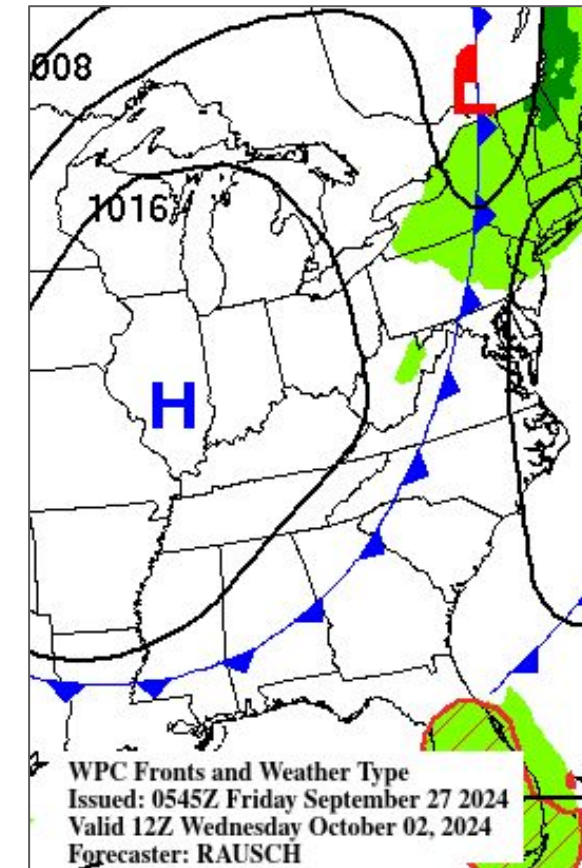 008
L
1016
H
WPC Fronts and Weather Type
Issued: 0545Z Friday September 27 2024
Valid 12Z Wednesday October 02, 2024
Forecaster: RAUSCH